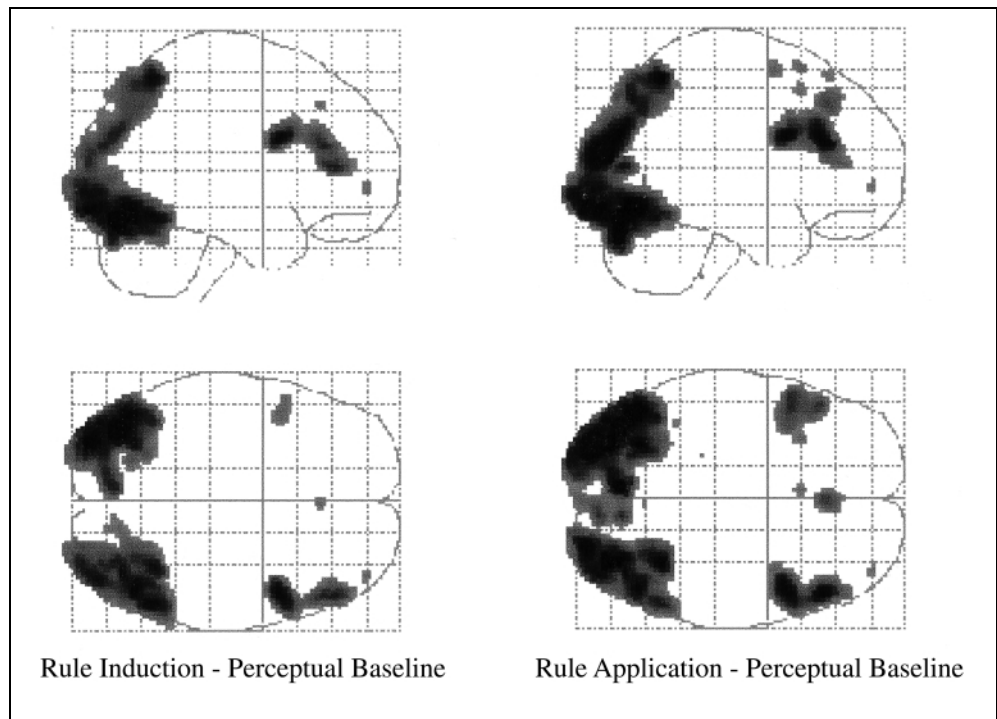 Rule Induction - Perceptual Baseline
Rule Application - Perceptual Baseline